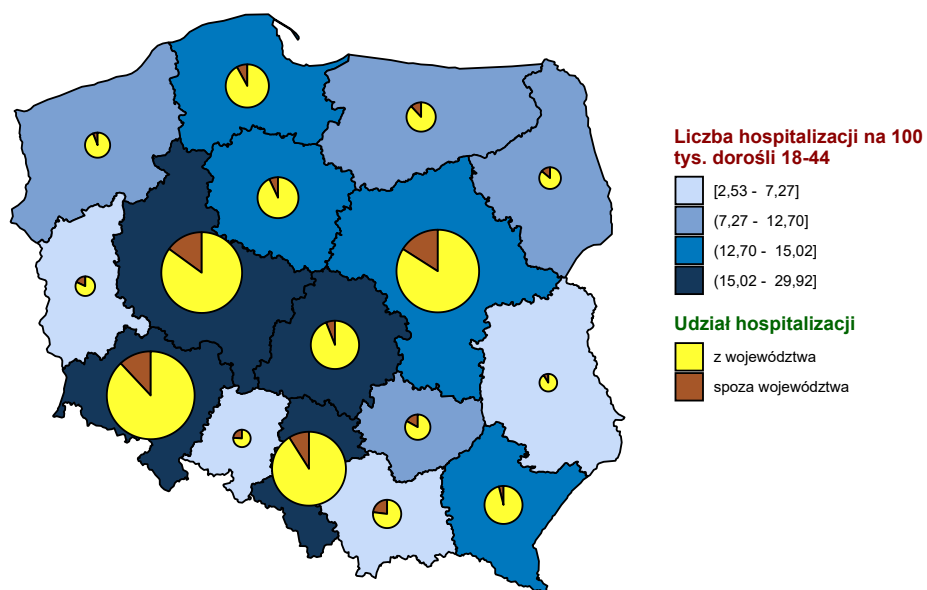 Liczba hospitalizacji na 100
tys. dorośli 18-44
[2,53 - 7,27]
(7,27 - 12,70]
(12,70 - 15,02]
(15,02 - 29,92]
Udział hospitalizacji
z województwa
spoza województwa